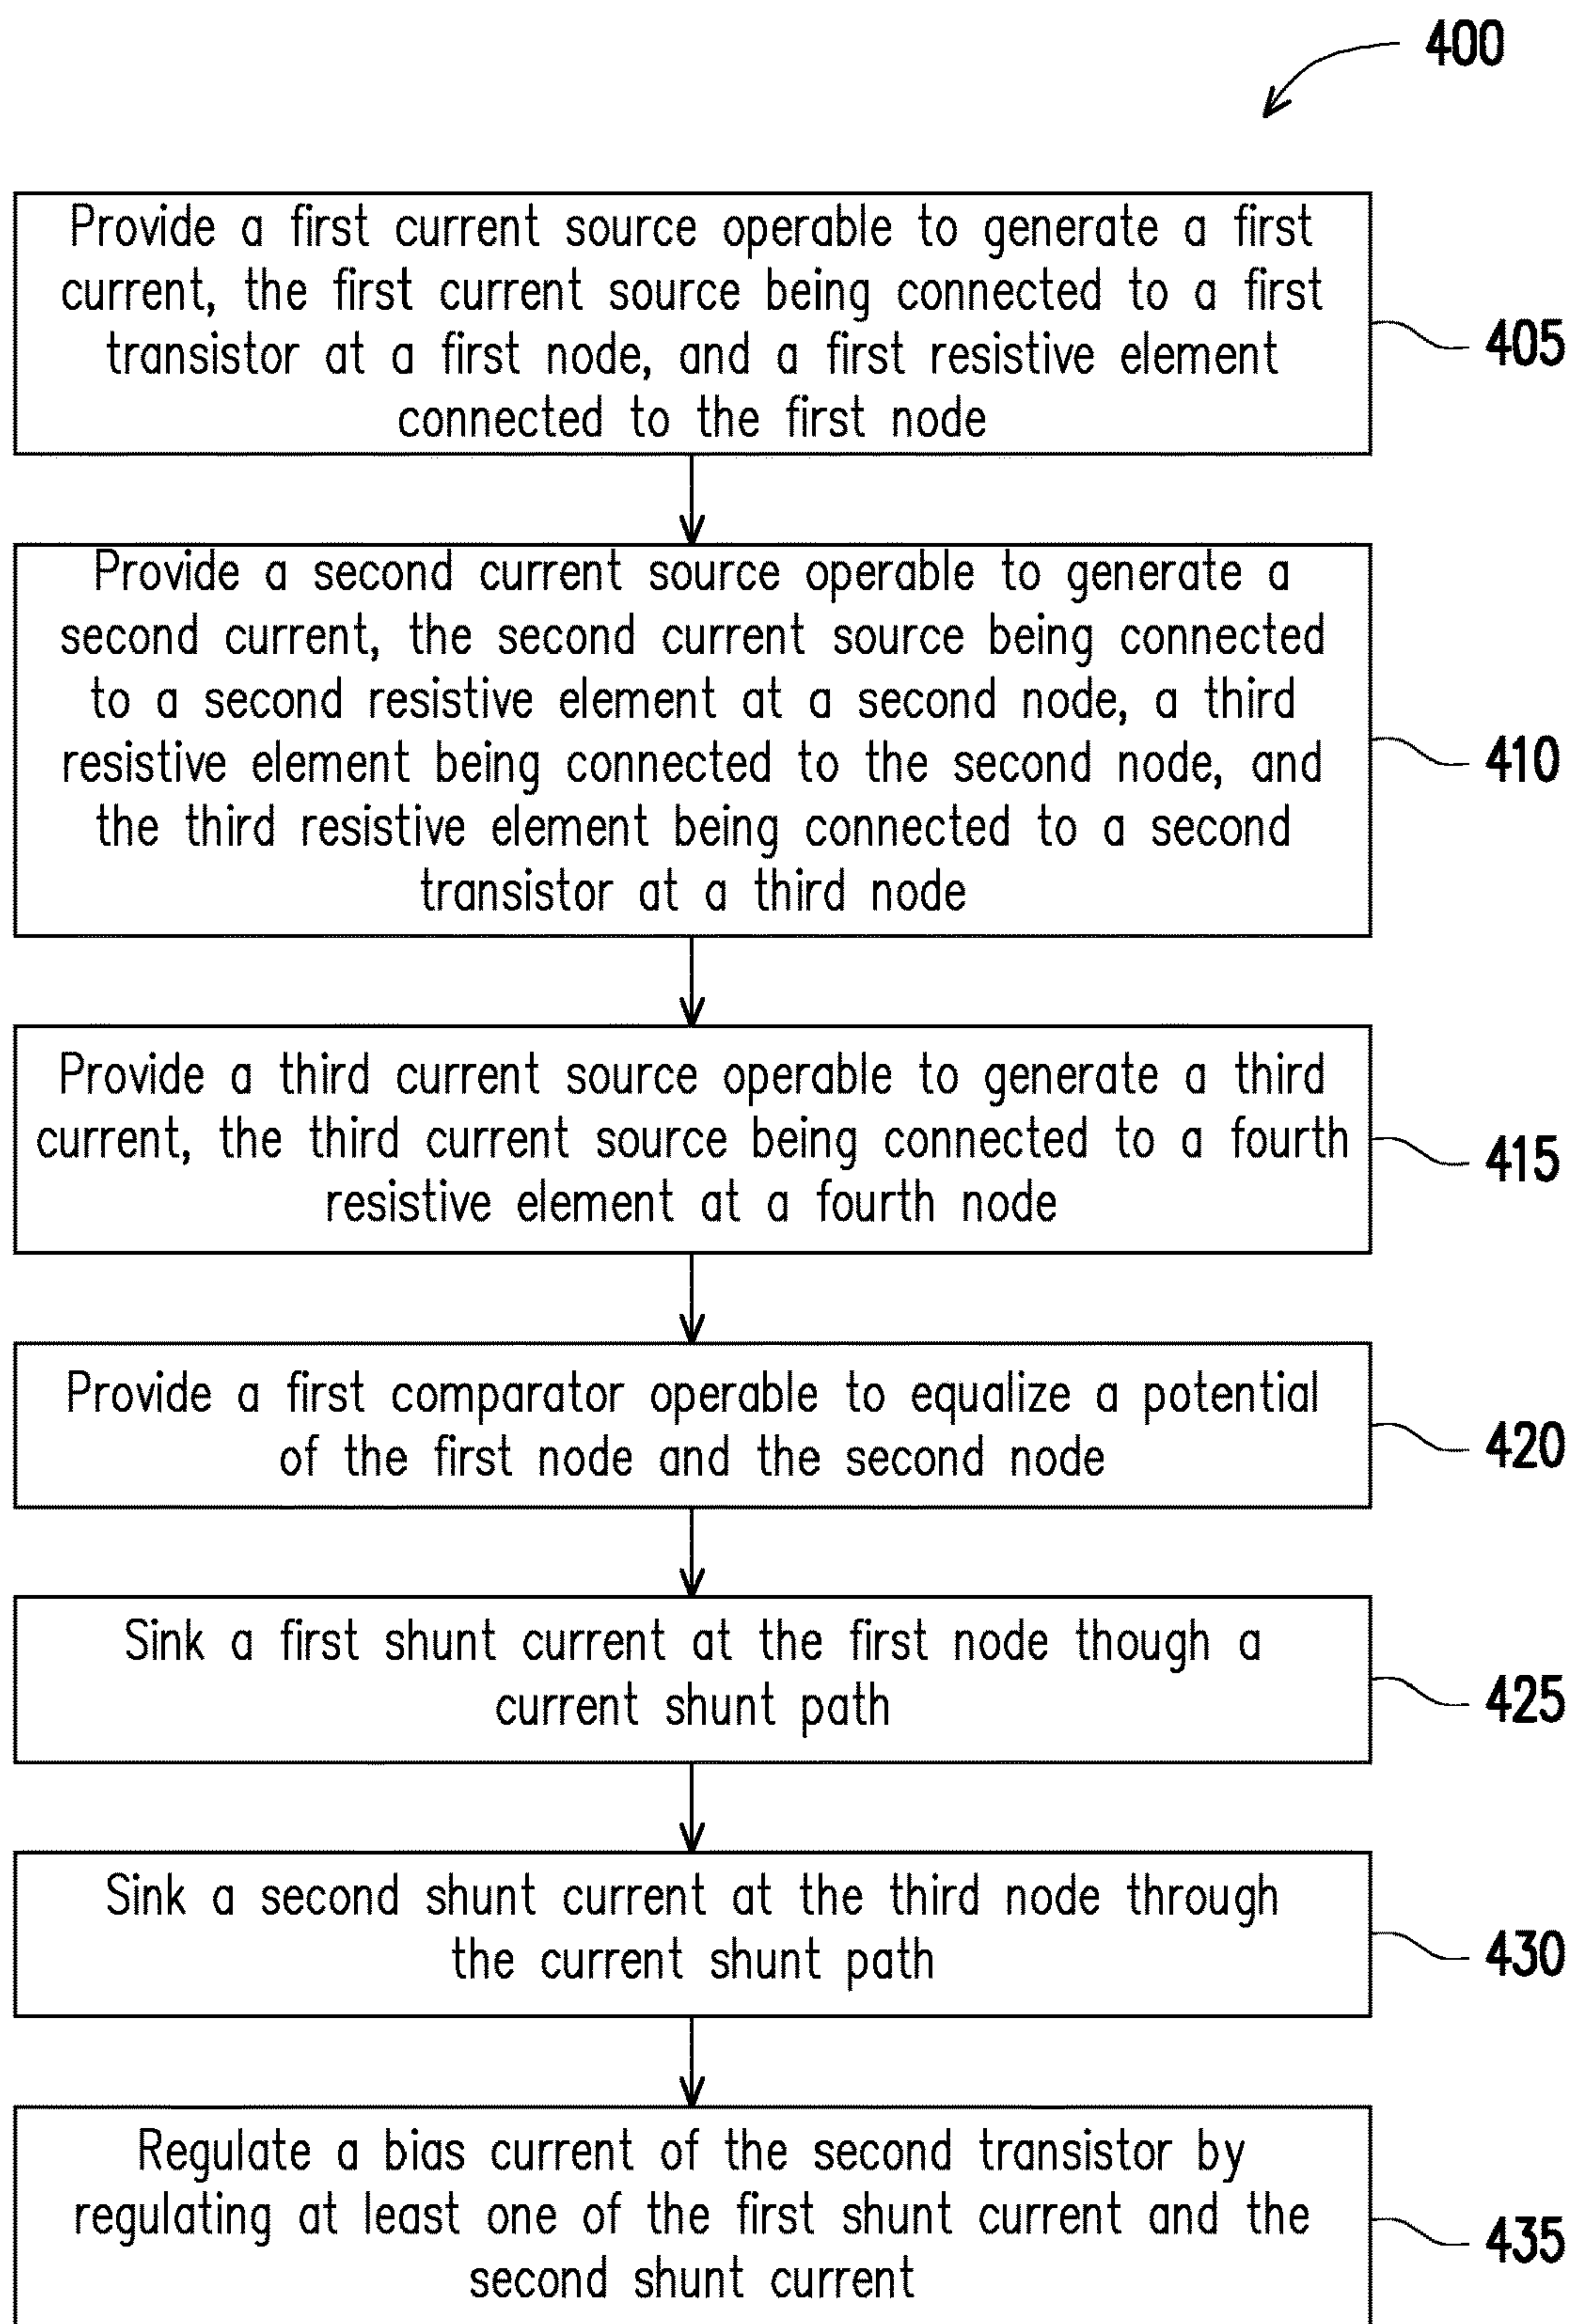 400
Provide a first current source operable to generate a first
current, the first current source being connected to a first
transistor at a first node, and a first resistive element
connected to the first node
405
Provide a second current source operable to generate a
second current, the second current source being connected
to a second resistive element at a second node, a third
resistive element being connected to the second node, and
the third resistive element being connected to a second
transistor at a third node
410
Provide a third current source operable to generate a third
current, the third current source being connected to a fourth
resistive element at a fourth node
415
Provide a first comparator operable to equalize a potential
of the first node and the second node
420
Sink a first shunt current at the first node though a
current shunt path
425
Sink a second shunt current at the third node through
the current shunt path
430
Regulate a bias current of the second transistor by
regulating at least one of the first shunt current and the
second shunt current
435